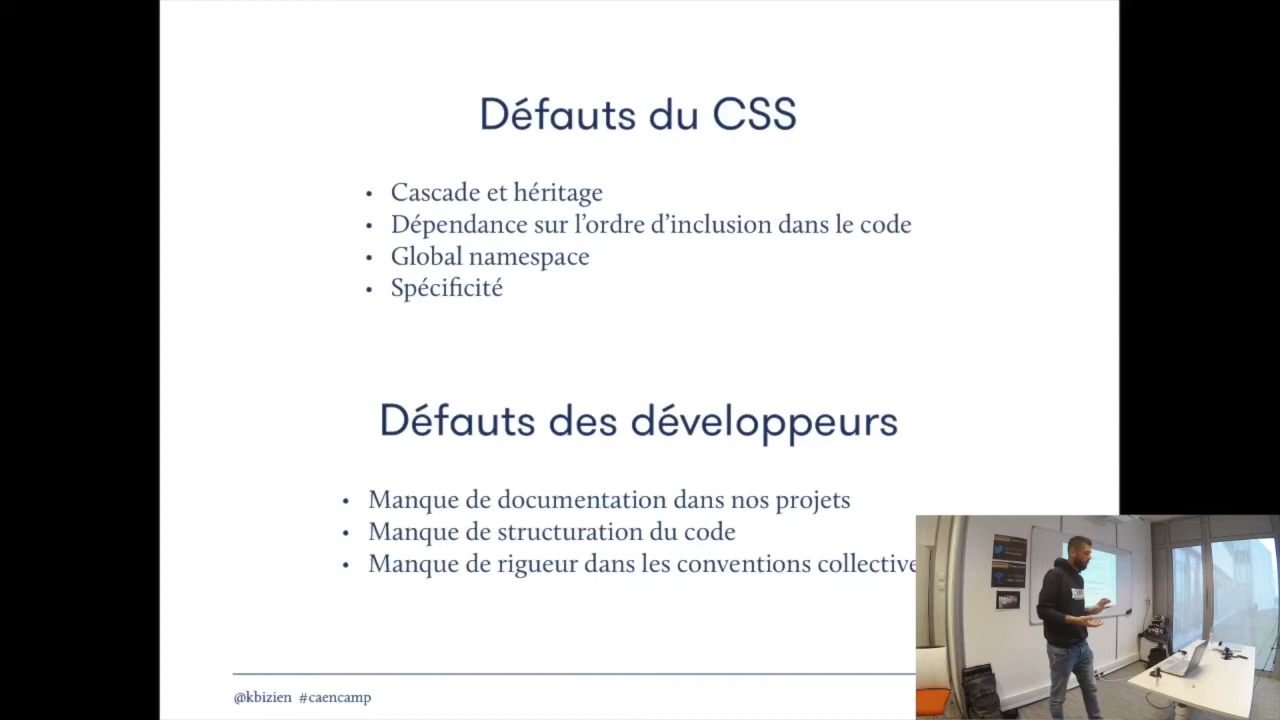 Défauts du CSS
• Cascade et héritage
• Dépendance sur l’ordre d’inclusion dans le code
• Global namespace
• Spécificité
Défauts des développeurs
• Manque de documentation dans nos projets
• Manque de structuration du code
• Manque de rigueur dans les conventions collective
@kbizien #caencamp